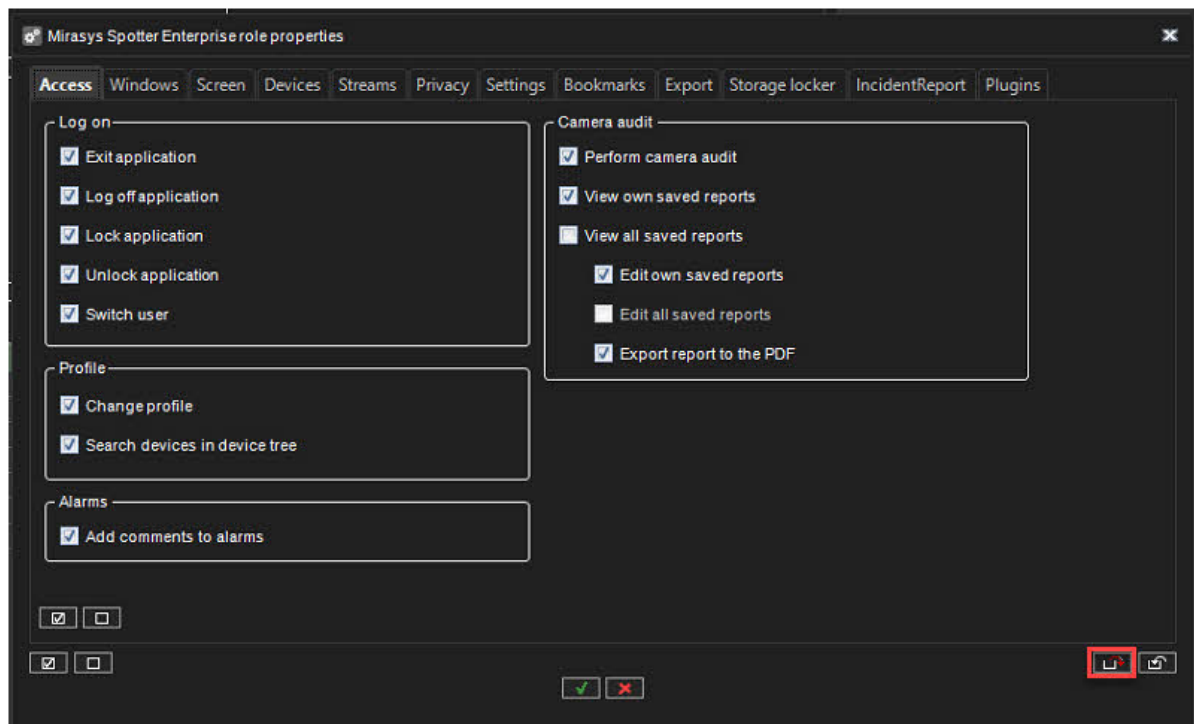 Mirasys Spotter Enterprise role properties
Access Windows Screen Devices Streams Privacy Settings Bookmarks Export Storage locker IncidentReport Plugins
Log on
Exit application
Log off application
Lock application
Unlock application
Switch user
Profile
Change profile
Search devices in device tree
Alarms
Add comments to alarms
Camera audit
Perform camera audit
View own saved reports
View all saved reports
Edit own saved reports
Edit all saved reports
Export report to the PDF